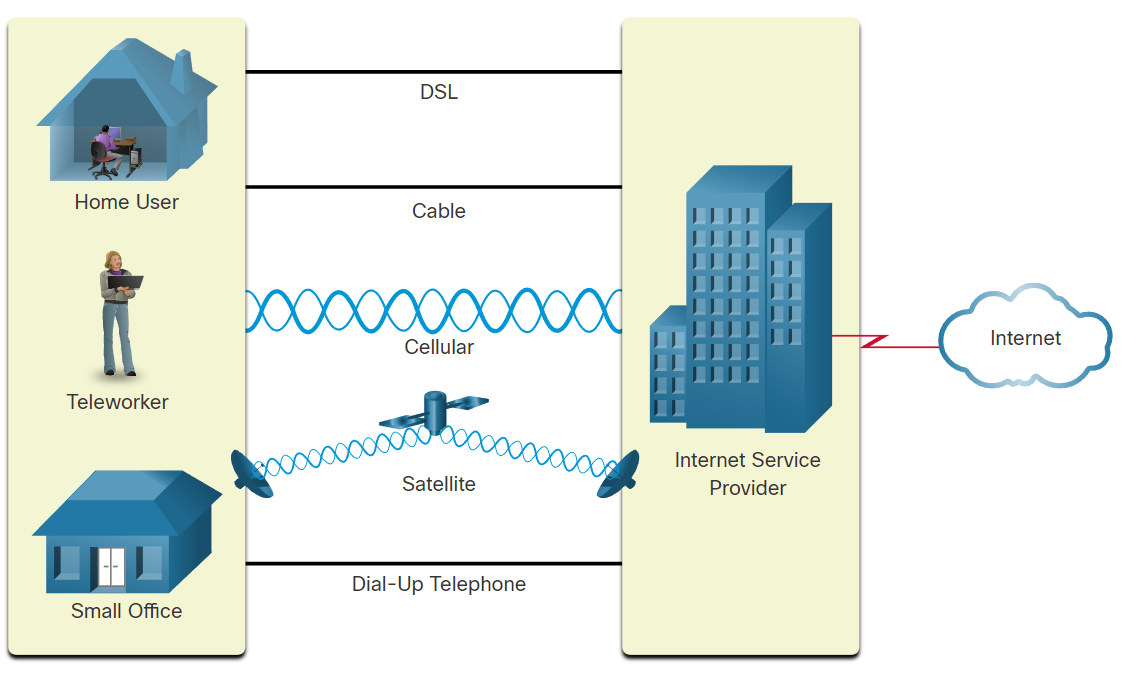 Home User
Teleworker
Small Office
DSL
Cable
Cellular
Satellite
Dial-Up Telephone
Internet Service
Provider
Internet